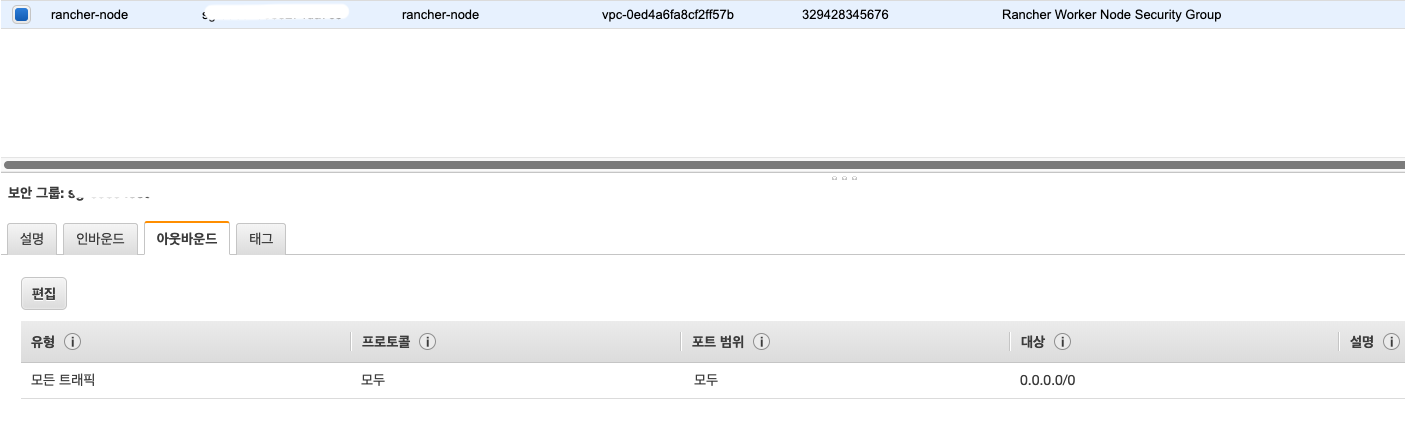 rancher-node rancher-node vpc-0ed4a6fa8cf2ff57b 329428345676 Rancher Worker Node Security Group
보안 그룹:
설명 인바운드 아웃바운드 태그
편집
유형 프로토콜 포트 범위 대상 설명
모든 트래픽 모두 모두 0.0.0.0/0